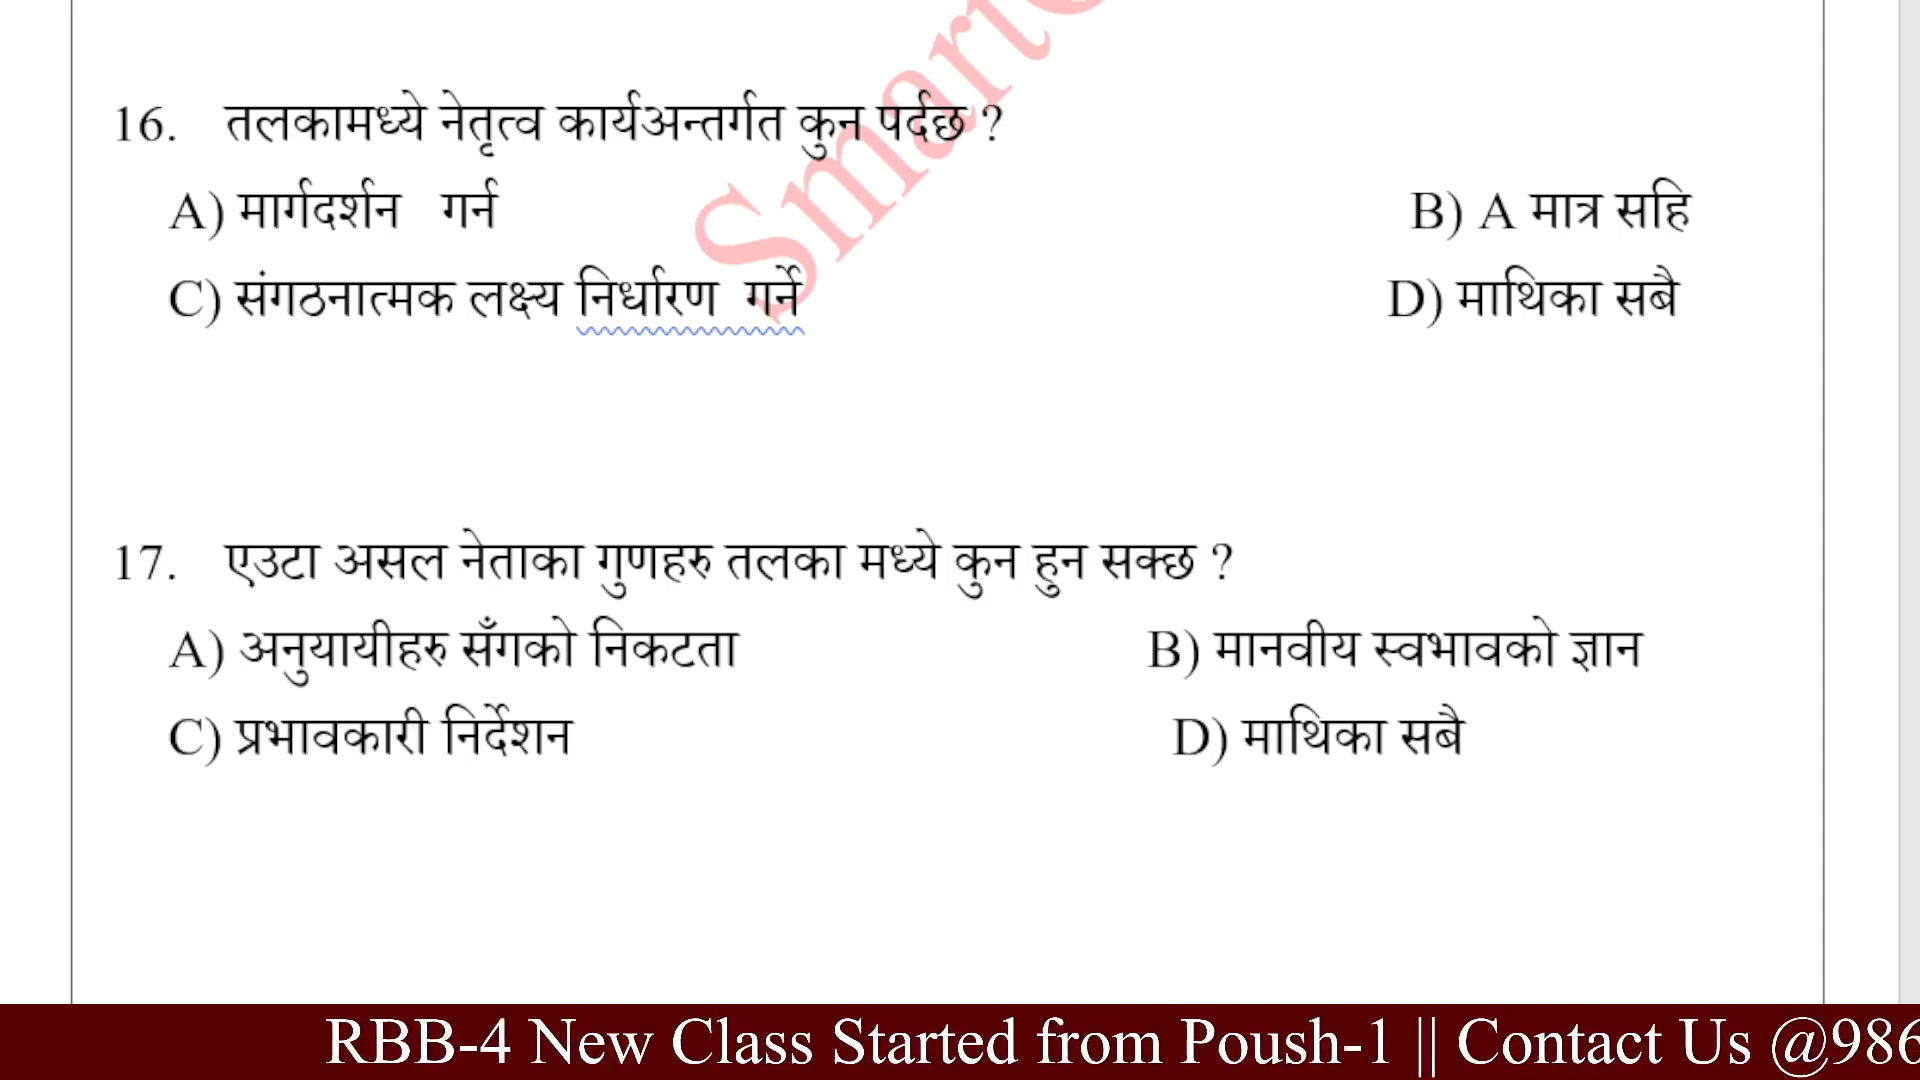 16. तलकामध्ये नेतृत्व कार्यअन्तर्गत कुन पर्दछ ?
A) मार्गदर्शन गर्न B) A मात्र सहि
C) संगठनात्मक लक्ष्य निर्धारण गर्ने D) माथिका सबै
17. एउटा असल नेताका गुणहरु तलका मध्ये कुन हुन सक्छ ?
A) अनुयायीहरु सँगको निकटता B) मानवीय स्वभावको ज्ञान
C) प्रभावकारी निर्देशन D) माथिका सबै
RBB-4 New Class Started from Poush-1 || Contact Us @986